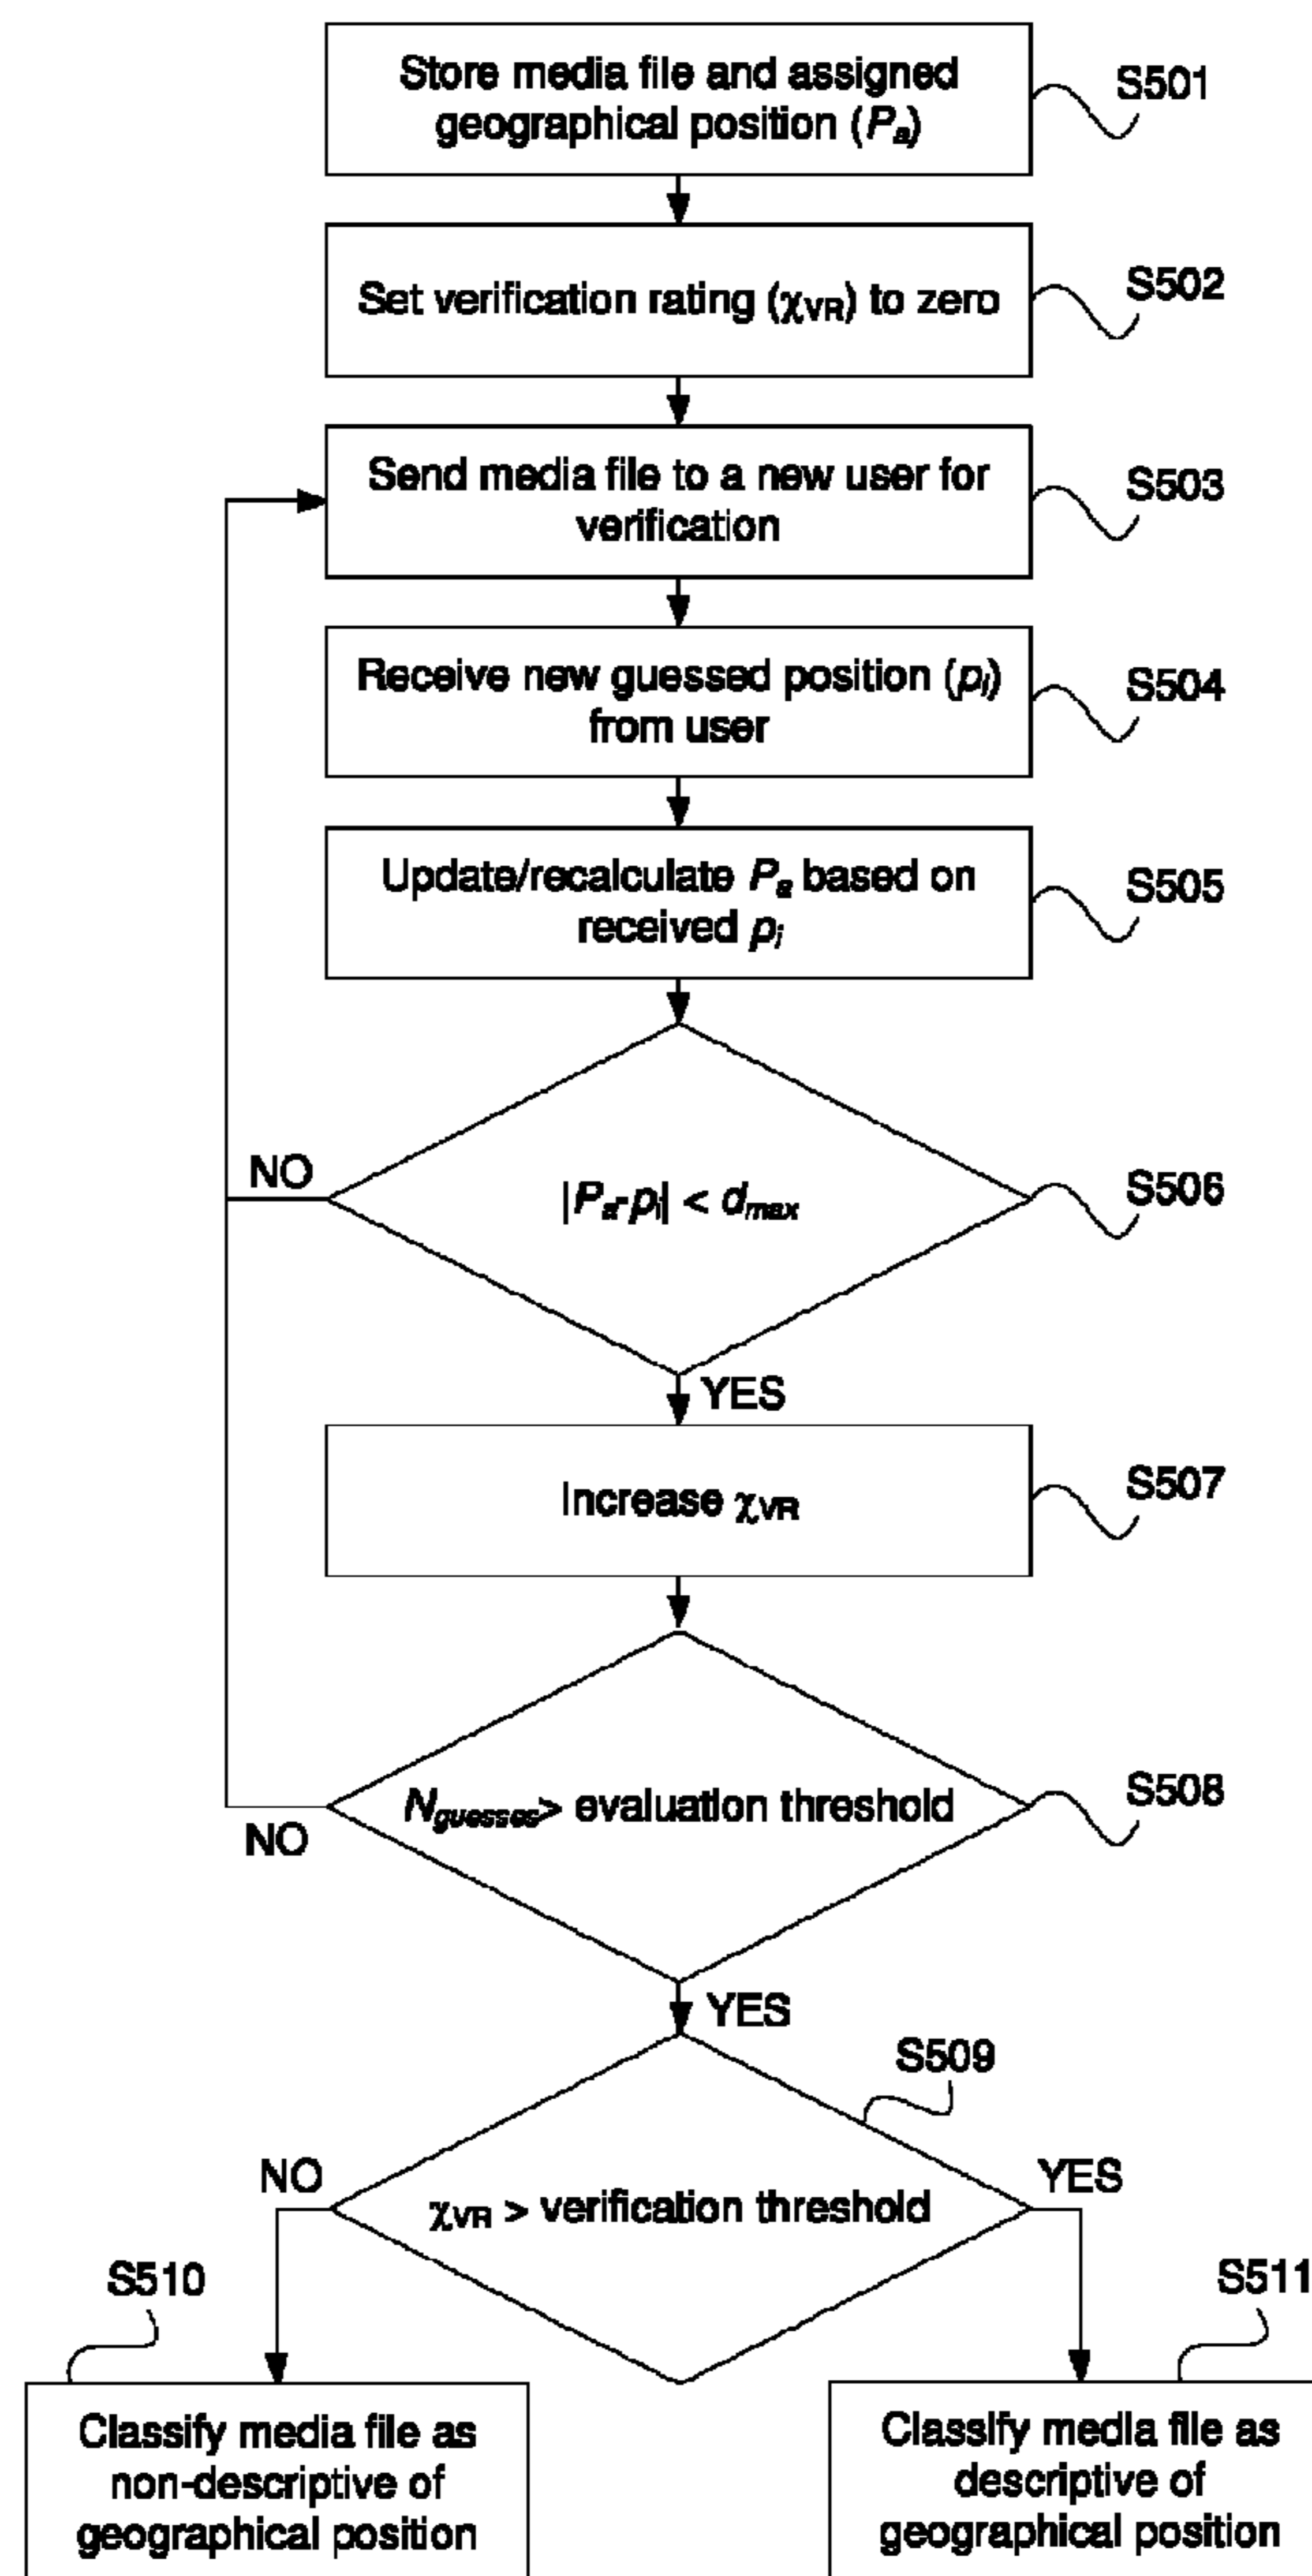 Store media file and assigned
geographical position (Pa)
S501
Set verification rating (χVR) to zero
S502
Send media file to a new user for
verification
S503
Receive new guessed position (pi)
from user
S504
Update/recalculate Pa based on
received pi
S505
NO
|Pa-pi| < dmax
S506
YES
Increase χVR
S507
Nguesses> evaluation threshold
S508
NO
YES
S509
NO
χVR > verification threshold
YES
S510
S511
Classify media file as
non-descriptive of
geographical position
Classify media file as
descriptive of
geographical position